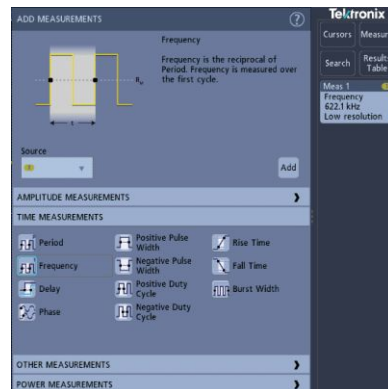 ADD MEASUREMENTS
?
Tektronix
Frequency
Frequency is the reciprocal of
Period. Frequency is measured over
the first cycle.
Cursors
Measur
Search
Results
Table
Meas 1
Frequency
622.1 kHz
Low resolution
Source
Add
AMPLITUDE MEASUREMENTS
TIME MEASUREMENTS
Period
Positive Pulse
Width
Rise Time
Frequency
Negative Pulse
Width
Fall Time
Delay
Positive Duty
Cycle
Burst Width
Phase
Negative Duty
Cycle
OTHER MEASUREMENTS
POWER MEASUREMENTS